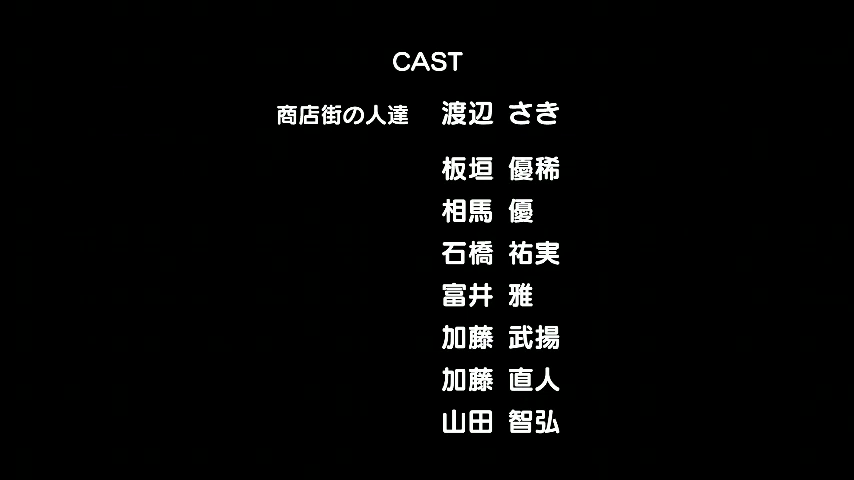 CAST
商店街の人達 渡辺 さき
板垣 優稀
相馬 優
石橋 祐実
富井 雅
加藤 武揚
加藤 直人
山田 智弘